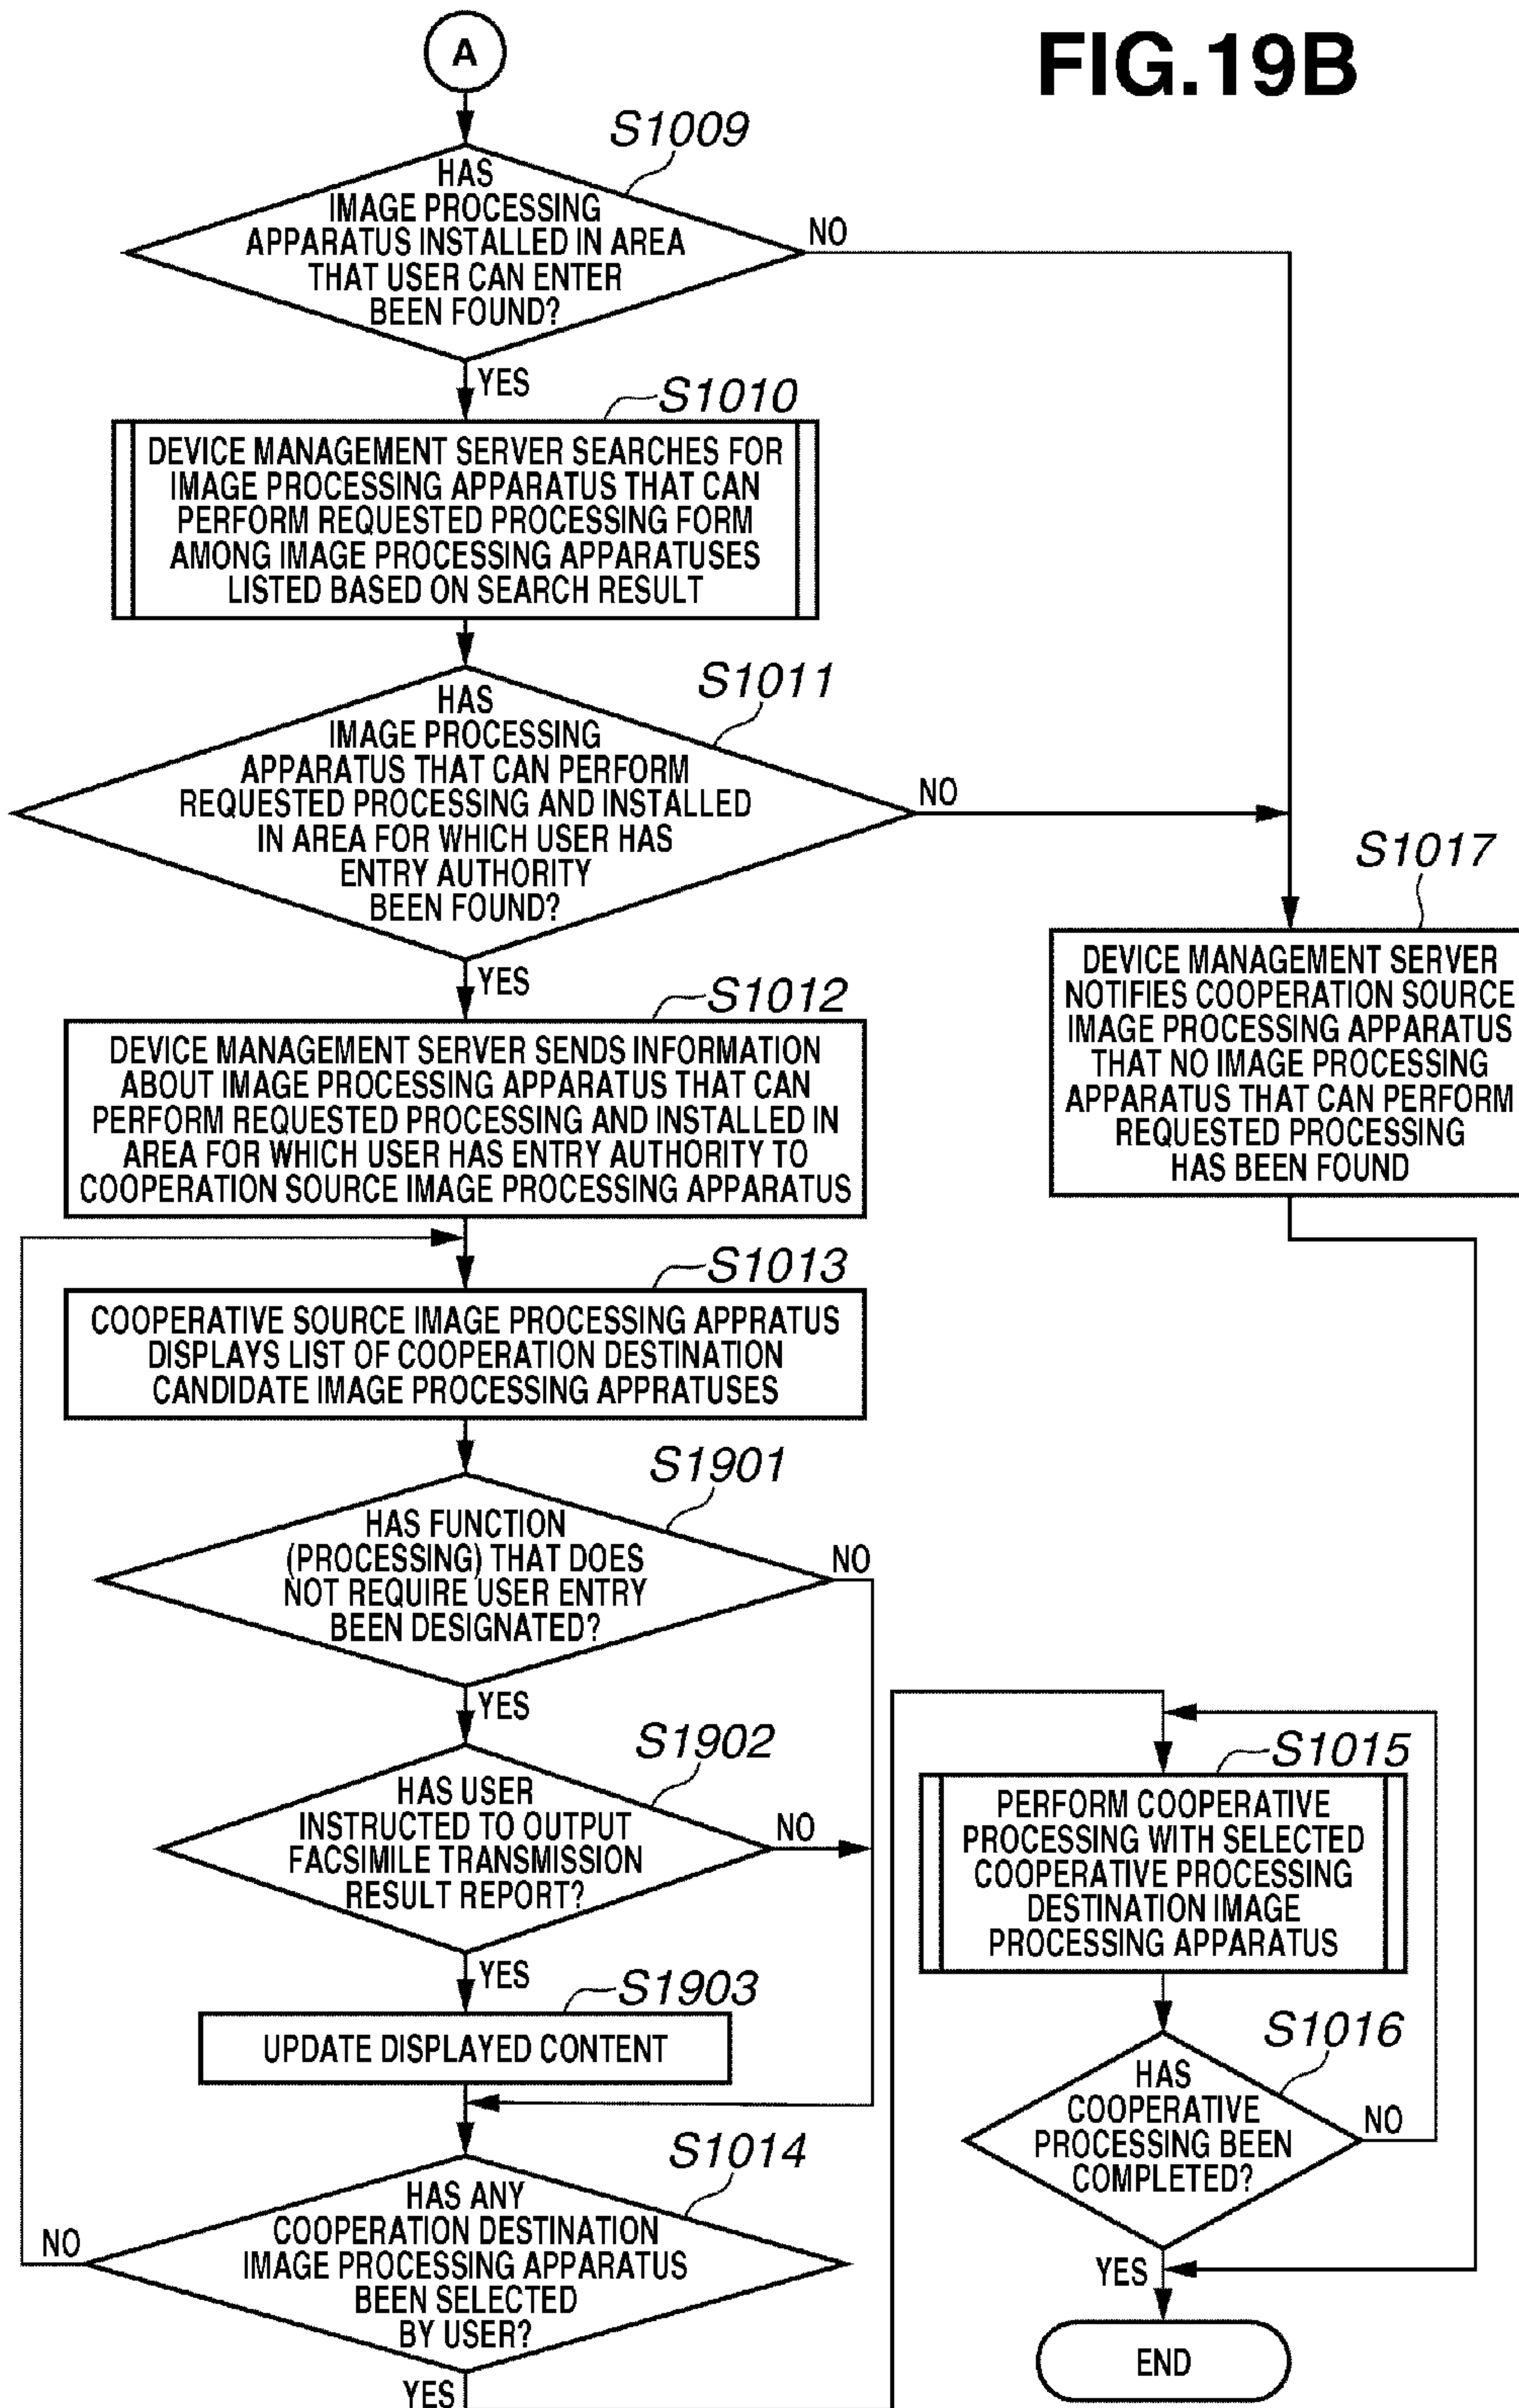 FIG.19B
A
S1009
HAS
IMAGE PROCESSING
APPARATUS INSTALLED IN AREA
THAT USER CAN ENTER
BEEN FOUND?
NO
YES
S1010
DEVICE MANAGEMENT SERVER SEARCHES FOR
IMAGE PROCESSING APPARATUS THAT CAN
PERFORM REQUESTED PROCESSING FORM
AMONG IMAGE PROCESSING APPARATUSES
LISTED BASED ON SEARCH RESULT
S1011
HAS
IMAGE PROCESSING
APPARATUS THAT CAN PERFORM
REQUESTED PROCESSING AND INSTALLED
IN AREA FOR WHICH USER HAS
ENTRY AUTHORITY
BEEN FOUND?
NO
YES
S1017
DEVICE MANAGEMENT SERVER
NOTIFIES COOPERATION SOURCE
IMAGE PROCESSING APPARATUS
THAT NO IMAGE PROCESSING
APPARATUS THAT CAN PERFORM
REQUESTED PROCESSING
HAS BEEN FOUND
S1012
DEVICE MANAGEMENT SERVER SENDS INFORMATION
ABOUT IMAGE PROCESSING APPARATUS THAT CAN
PERFORM REQUESTED PROCESSING AND INSTALLED IN
AREA FOR WHICH USER HAS ENTRY AUTHORITY TO
COOPERATION SOURCE IMAGE PROCESSING APPARATUS
S1013
COOPERATIVE SOURCE IMAGE PROCESSING APPRATUS
DISPLAYS LIST OF COOPERATION DESTINATION
CANDIDATE IMAGE PROCESSING APPRATUSES
S1901
HAS FUNCTION
(PROCESSING) THAT DOES
NOT REQUIRE USER ENTRY
BEEN DESIGNATED?
NO
YES
S1902
HAS USER
INSTRUCTED TO OUTPUT
FACSIMILE TRANSMISSION
RESULT REPORT?
NO
YES
S1903
UPDATE DISPLAYED CONTENT
S1014
HAS ANY
COOPERATION DESTINATION
IMAGE PROCESSING APPARATUS
BEEN SELECTED
BY USER?
NO
YES
S1015
PERFORM COOPERATIVE
PROCESSING WITH SELECTED
COOPERATIVE PROCESSING
DESTINATION IMAGE
PROCESSING APPARATUS
S1016
HAS
COOPERATIVE
PROCESSING BEEN
COMPLETED?
NO
YES
END